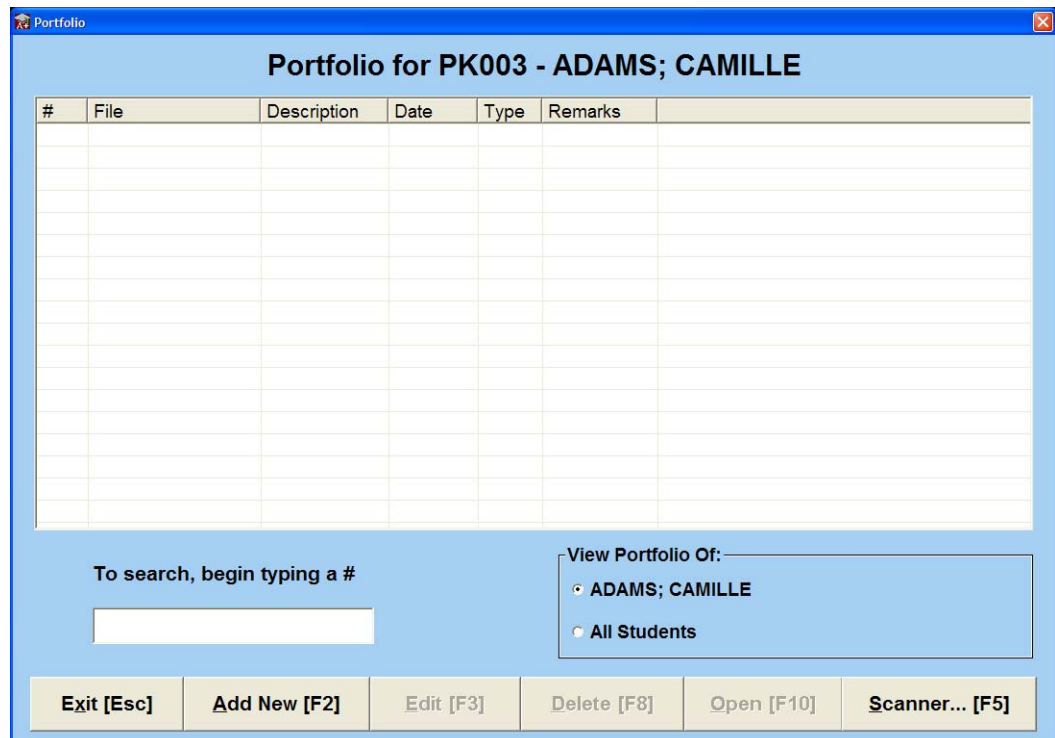 Portfolio
Portfolio for PK003 - ADAMS; CAMILLE
# File Description Date Type Remarks
To search, begin typing a #
View Portfolio Of:
ADAMS; CAMILLE
All Students
Exit [Esc] Add New [F2] Edit [F3] Delete [F8] Open [F10] Scanner... [F5]